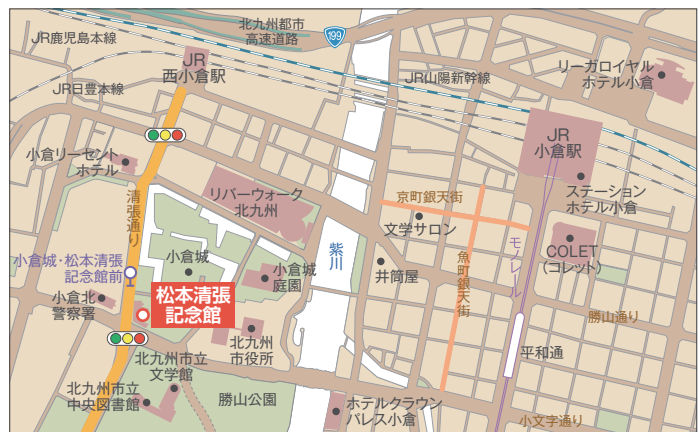 北九州都市
高速道路
199
JR鹿児島本線
JR
西小倉駅
JR日豊本線
JR山陽新幹線
リーガロイヤル
ホテル小倉
JR
小倉駅
小倉リーセント
ホテル
清張通り
リバーウォーク
北九州
京町銀天街
ステーション
ホテル小倉
文学サロン
紫川
モノレール
COLET
(コレット)
小倉城・松本清張
記念館前
小倉城
小倉城
庭園
井筒屋
魚町銀天街
小倉北
警察署
松本清張
記念館
勝山通り
北九州
市役所
平和通
北九州市立
文学館
北九州市立
中央図書館
勝山公園
ホテルクラウン
パレス小倉
小文字通り